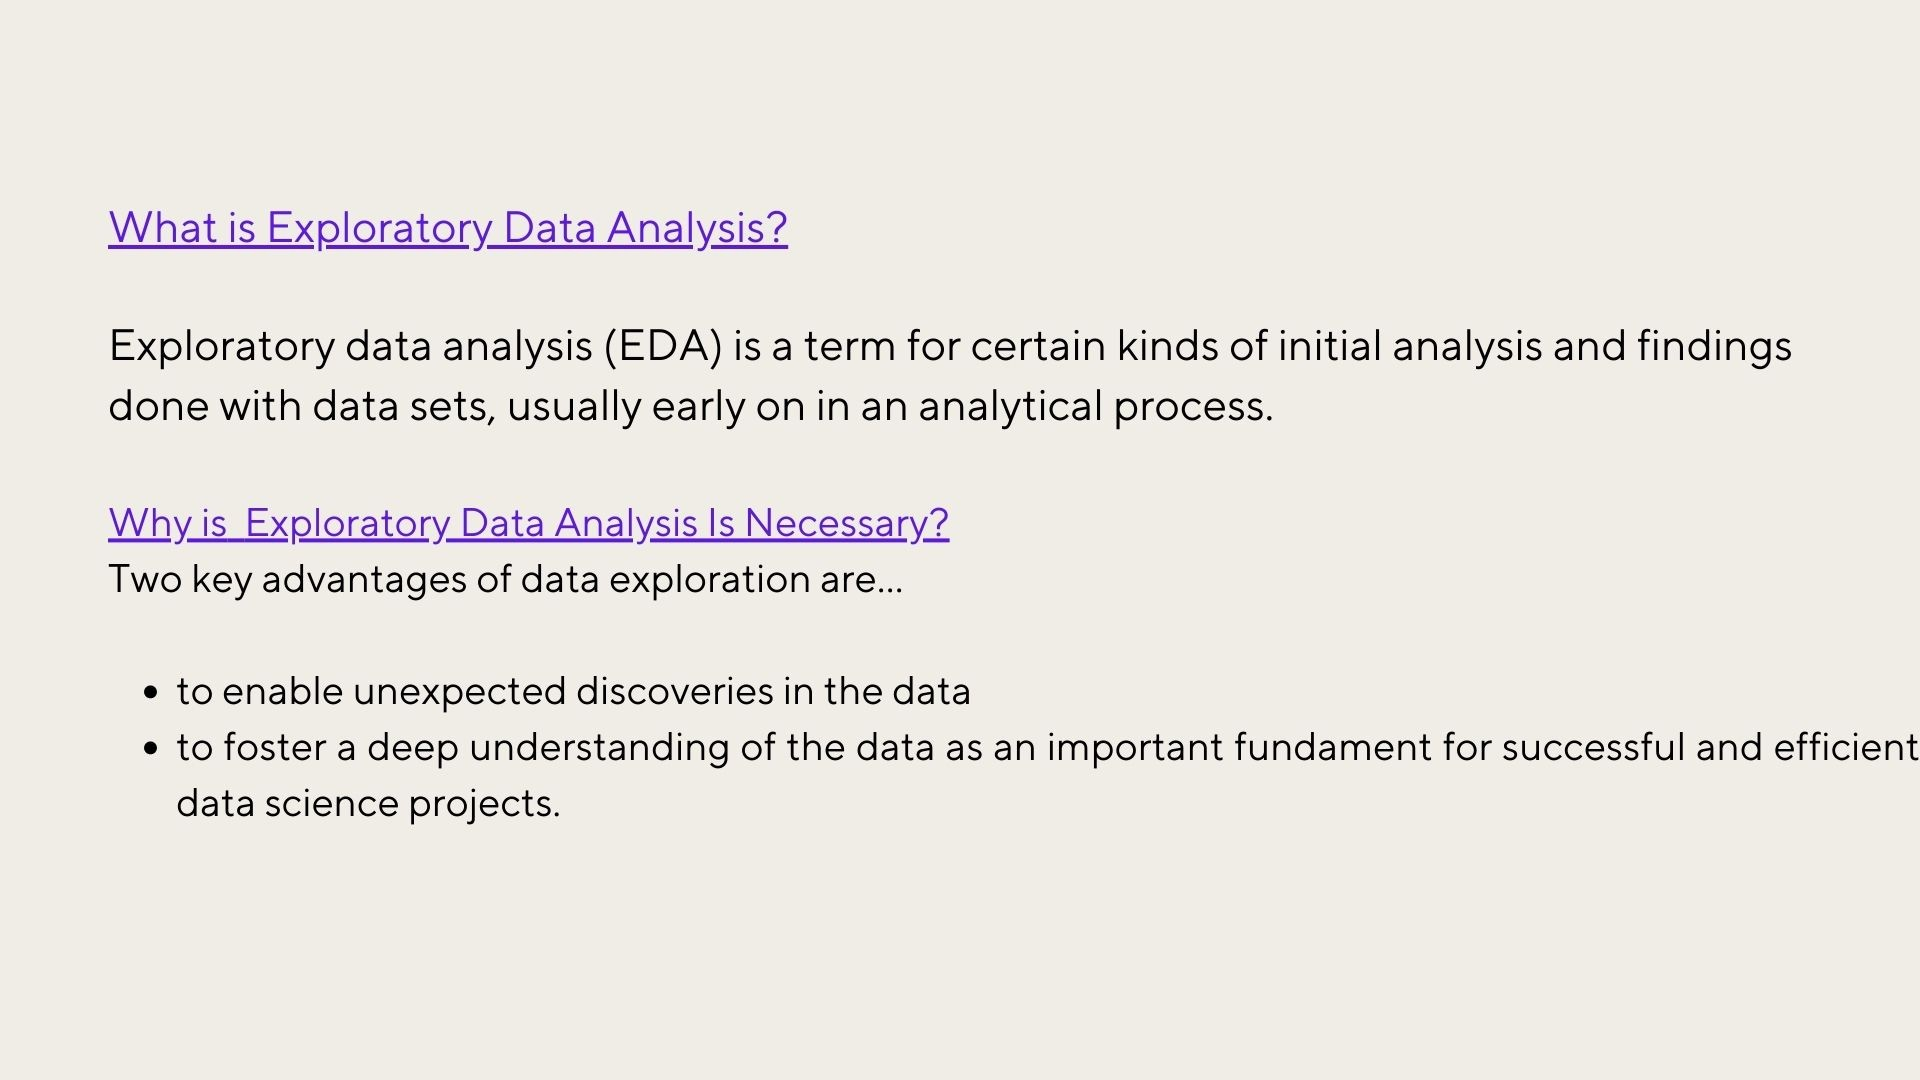 What is Exploratory Data Analysis?
Exploratory data analysis (EDA) is a term for certain kinds of initial analysis and findings
done with data sets, usually early on in an analytical process.
Why is  Exploratory Data Analysis Is Necessary?
Two key advantages of data exploration are...
• to enable unexpected discoveries in the data
• to foster a deep understanding of the data as an important fundament for successful and efficient
data science projects.